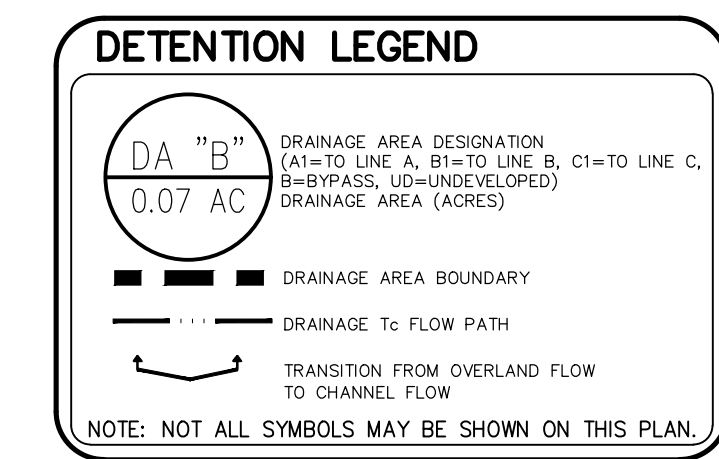 DETENTION LEGEND
DA "B"
0.07 AC
DRAINAGE AREA DESIGNATION
(A1=TO LINE A, B1=TO LINE B, C1=TO LINE C,
B=BYPASS, UD=UNDEVELOPED)
DRAINAGE AREA (ACRES)
DRAINAGE AREA BOUNDARY
DRAINAGE Tc FLOW PATH
TRANSITION FROM OVERLAND FLOW
TO CHANNEL FLOW
NOTE: NOT ALL SYMBOLS MAY BE SHOWN ON THIS PLAN.